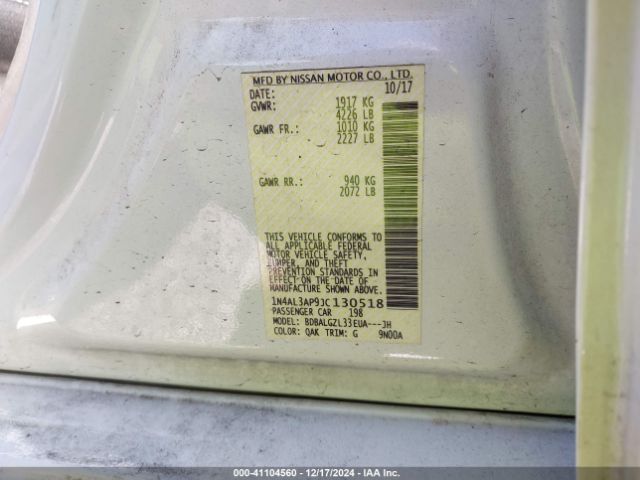 MFD BY NISSAN MOTOR CO., LTD.
DATE: 10/17
GVWR: 1917 KG
4226 LB
GAWR FR.: 1010 KG
2227 LB
GAWR RR.: 940 KG
2072 LB
THIS VEHICLE CONFORMS TO
ALL APPLICABLE FEDERAL
MOTOR VEHICLE SAFETY,
BUMPER, AND THEFT
PREVENTION STANDARDS IN
EFFECT ON THE DATE OF
MANUFACTURE SHOWN ABOVE.
1N4AL3AP9JC130518
PASSENGER CAR 198
MODEL: BDBALGZL33EUA---JH
COLOR: QAK TRIM: G 9N00A
000-41104560 - 12/17/2024 - IAA Inc.